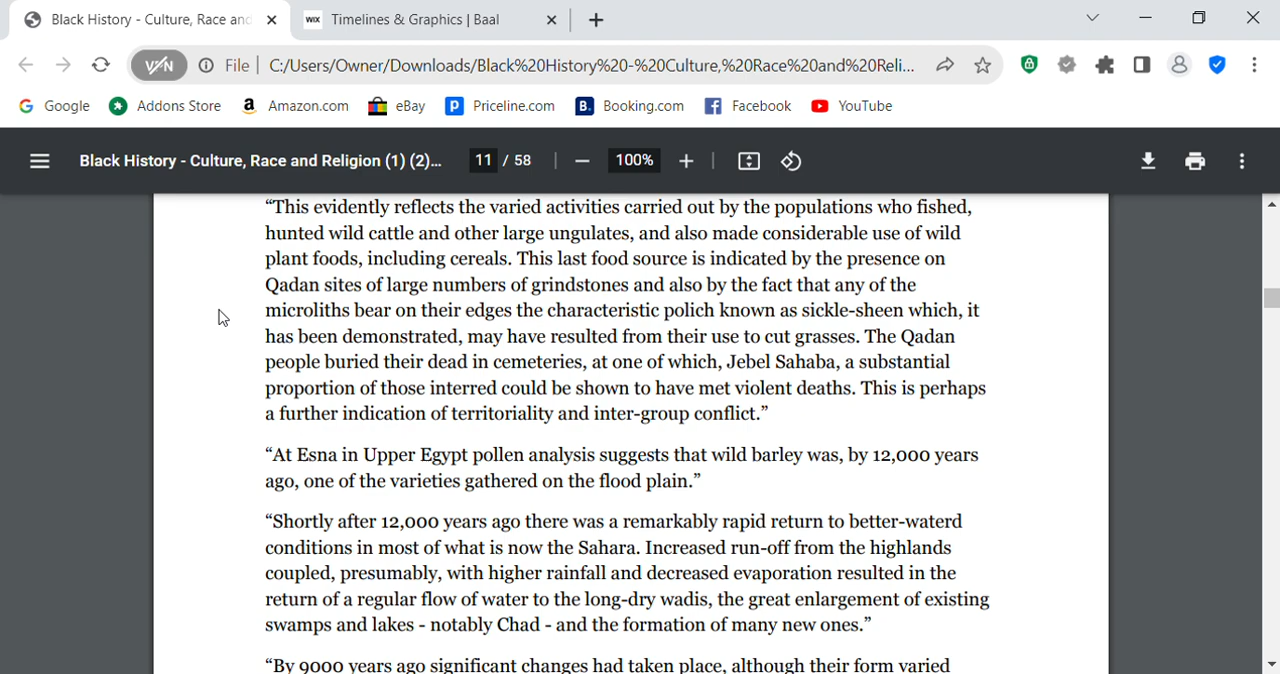 Black History - Culture, Race and
Timelines & Graphics | Baal
VPN
File
C:/Users/Owner/Downloads/Black%20History%20-%20Culture,%20Race%20and%20Reli...
Google
Addons Store
Amazon.com
eBay
Priceline.com
Booking.com
Facebook
YouTube
Black History - Culture, Race and Religion (1) (2)...
11 / 58
100%
“This evidently reflects the varied activities carried out by the populations who fished,
hunted wild cattle and other large ungulates, and also made considerable use of wild
plant foods, including cereals. This last food source is indicated by the presence on
Qadan sites of large numbers of grindstones and also by the fact that any of the
microliths bear on their edges the characteristic polich known as sickle-sheen which, it
has been demonstrated, may have resulted from their use to cut grasses. The Qadan
people buried their dead in cemeteries, at one of which, Jebel Sahaba, a substantial
proportion of those interred could be shown to have met violent deaths. This is perhaps
a further indication of territoriality and inter-group conflict.”
“At Esna in Upper Egypt pollen analysis suggests that wild barley was, by 12,000 years
ago, one of the varieties gathered on the flood plain.”
“Shortly after 12,000 years ago there was a remarkably rapid return to better-waterd
conditions in most of what is now the Sahara. Increased run-off from the highlands
coupled, presumably, with higher rainfall and decreased evaporation resulted in the
return of a regular flow of water to the long-dry wadis, the great enlargement of existing
swamps and lakes - notably Chad - and the formation of many new ones.”
“By 9000 years ago significant changes had taken place, although their form varied